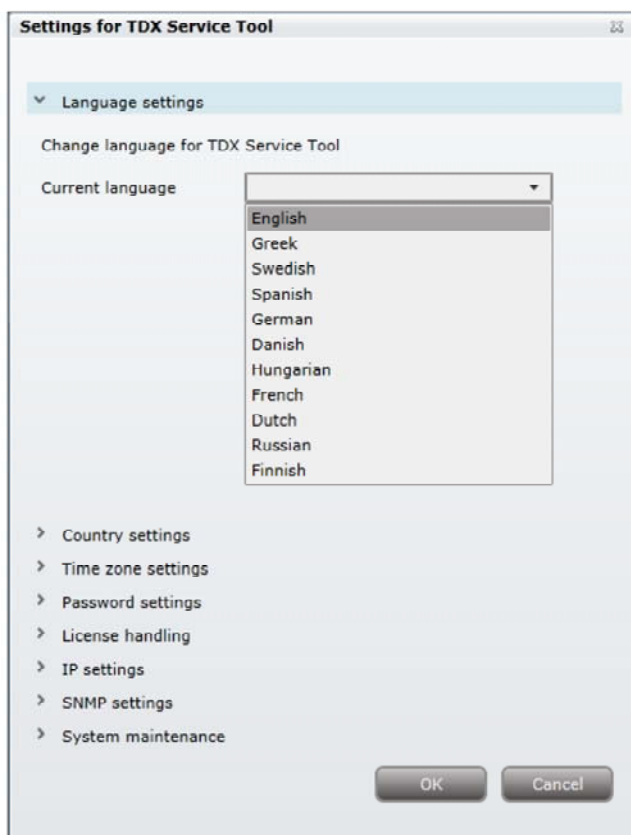 Settings for TDX Service Tool
Language settings
Change language for TDX Service Tool
Current language
English
Greek
Swedish
Spanish
German
Danish
Hungarian
French
Dutch
Russian
Finnish
Country settings
Time zone settings
Password settings
License handling
IP settings
SNMP settings
System maintenance
OK Cancel